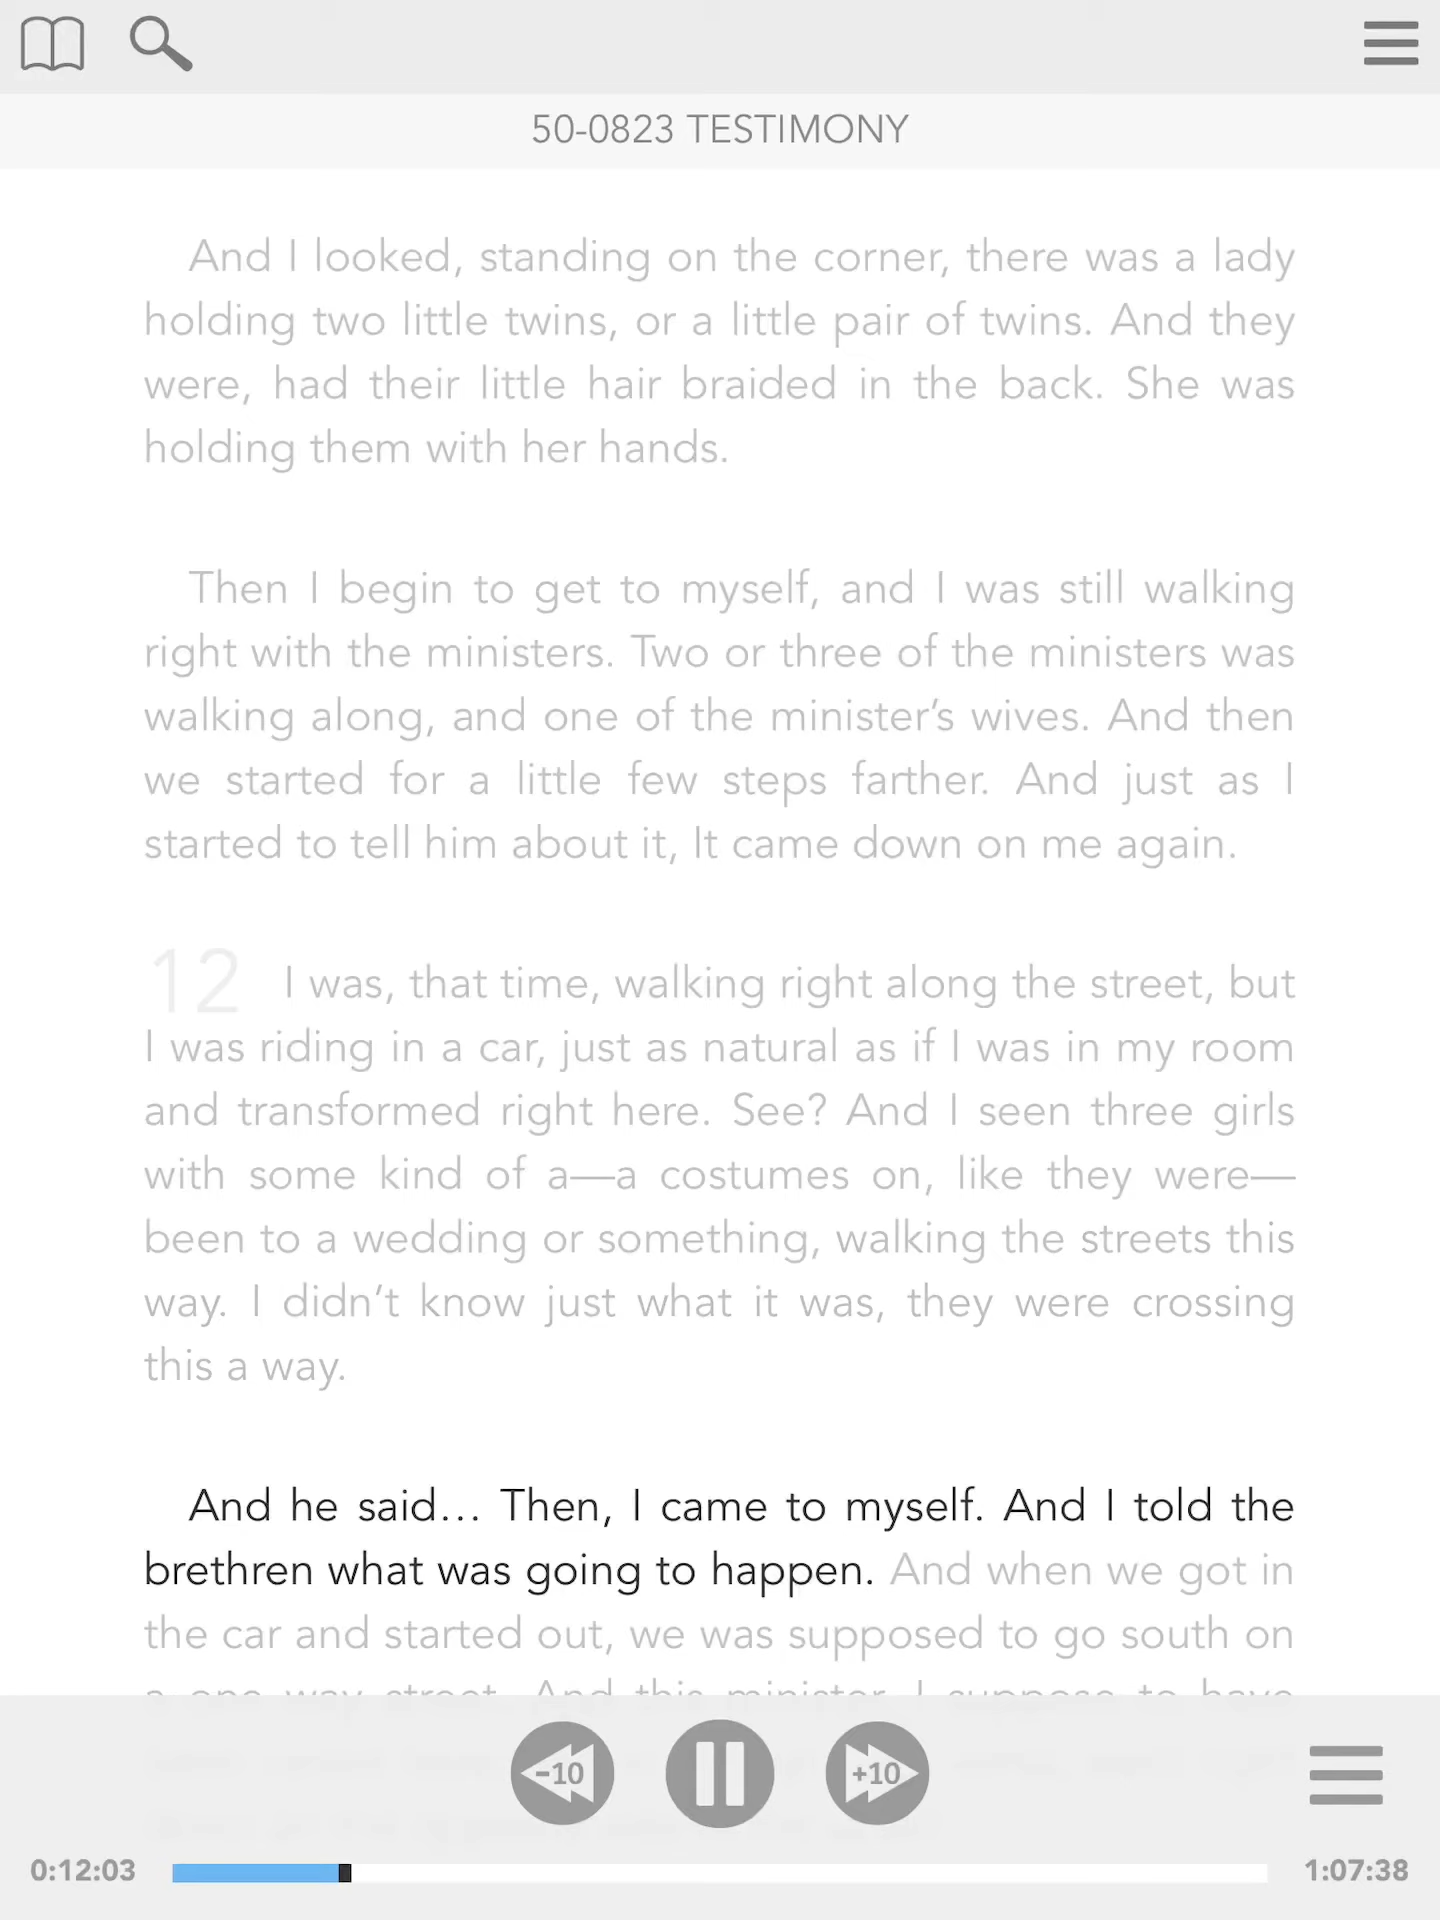 50-0823 TESTIMONY
And I looked, standing on the corner, there was a lady
holding two little twins, or a little pair of twins. And they
were, had their little hair braided in the back. She was
holding them with her hands.
Then I begin to get to myself, and I was still walking
right with the ministers. Two or three of the ministers was
walking along, and one of the minister’s wives. And then
we started for a little few steps farther. And just as I
started to tell him about it, It came down on me again.
12 I was, that time, walking right along the street, but
I was riding in a car, just as natural as if I was in my room
and transformed right here. See? And I seen three girls
with some kind of a—a costumes on, like they were—
been to a wedding or something, walking the streets this
way. I didn’t know just what it was, they were crossing
this a way.
And he said… Then, I came to myself. And I told the
brethren what was going to happen. And when we got in
the car and started out, we was supposed to go south on
a one way street. And this minister, I suppose to have
-10 +10
0:12:03 1:07:38